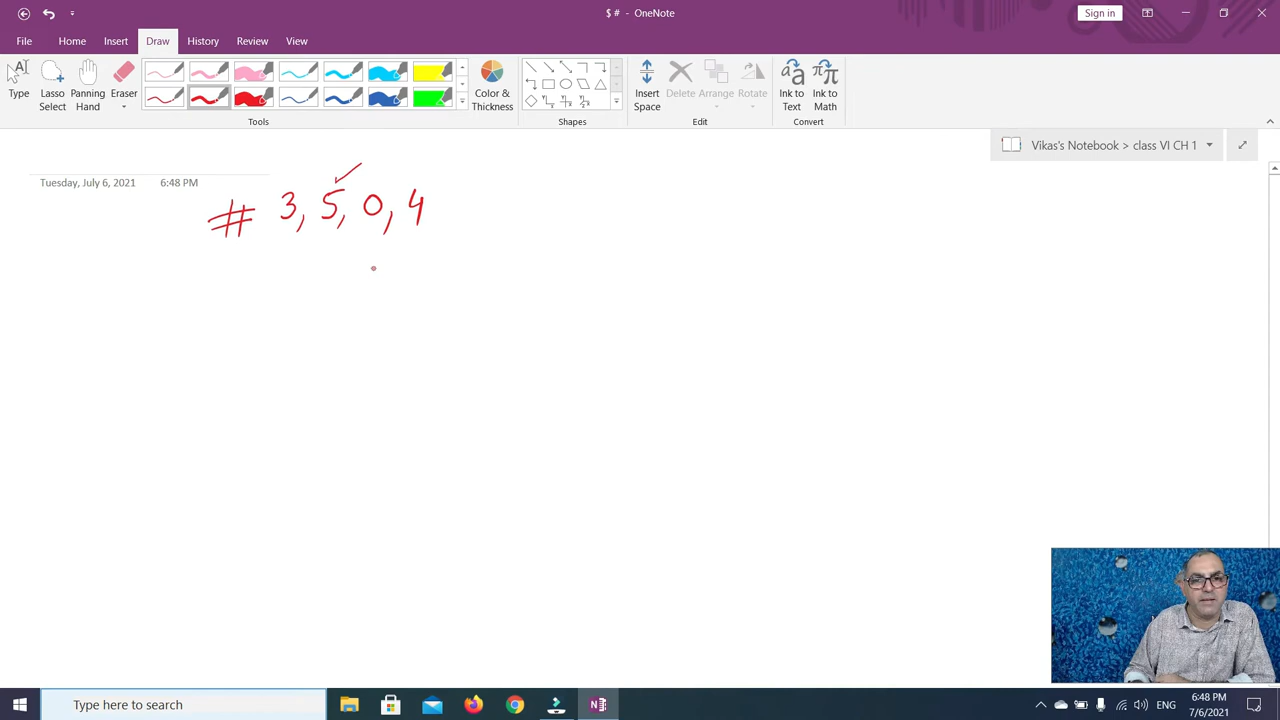 $ # - OneNote
Sign in
File Home Insert Draw History Review View
Type
Lasso Select
Panning Hand
Eraser
Color & Thickness
Insert Space
Delete
Arrange
Rotate
Ink to Text
Ink to Math
Tools
Shapes
Edit
Convert
Vikas's Notebook > class VI CH 1
Tuesday, July 6, 2021 6:48 PM
# 3, 5, 0, 4
Type here to search
ENG
6:48 PM
7/6/2021